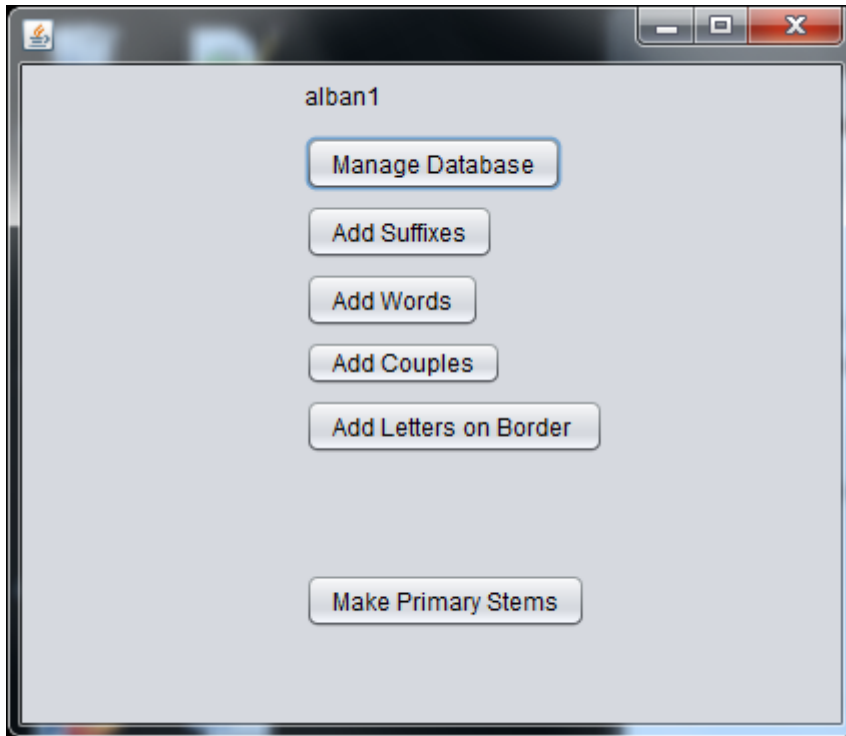 alban1
Manage Database
Add Suffixes
Add Words
Add Couples
Add Letters on Border
Make Primary Stems